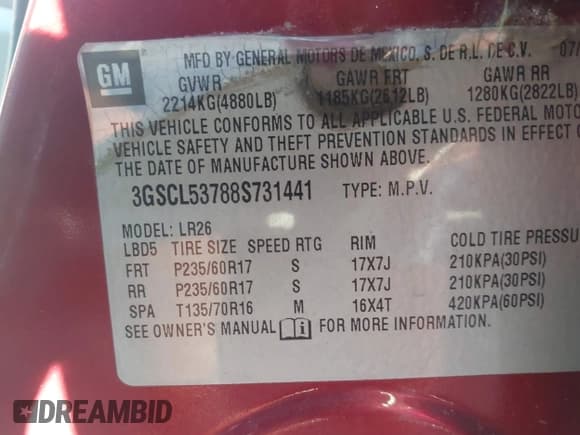 GM
MFD BY GENERAL MOTORS DE MEXICO, S. DE R.L. DE C.V. 07/
GVWR GAWR FRT GAWR RR
2214KG(4880LB) 1185KG(2612LB) 1280KG(2822LB)
THIS VEHICLE CONFORMS TO ALL APPLICABLE U.S. FEDERAL MOTOR
VEHICLE SAFETY AND THEFT PREVENTION STANDARDS IN EFFECT
THE DATE OF MANUFACTURE SHOWN ABOVE.
3GSCL53788S731441 TYPE: M.P.V.
MODEL: LR26
LBD5 TIRE SIZE SPEED RTG RIM COLD TIRE PRESSU
FRT P235/60R17 S 17X7J 210KPA(30PSI)
RR P235/60R17 S 17X7J 210KPA(30PSI)
SPA T135/70R16 M 16X4T 420KPA(60PSI)
SEE OWNER'S MANUAL FOR MORE INFORMATION.
DREAMBID